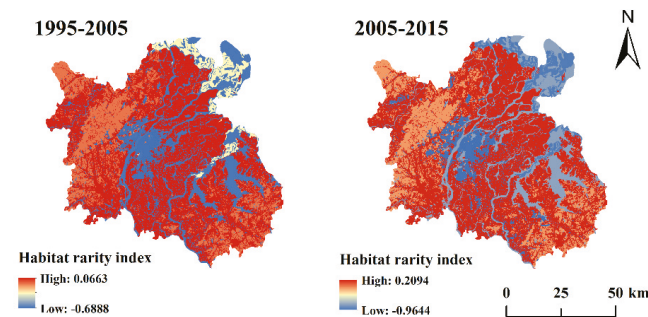 1995-2005
2005-2015
N
Habitat rarity index
High: 0.0663
Low: -0.6888
Habitat rarity index
High: 0.2094
Low: -0.9644
0 25 50 km